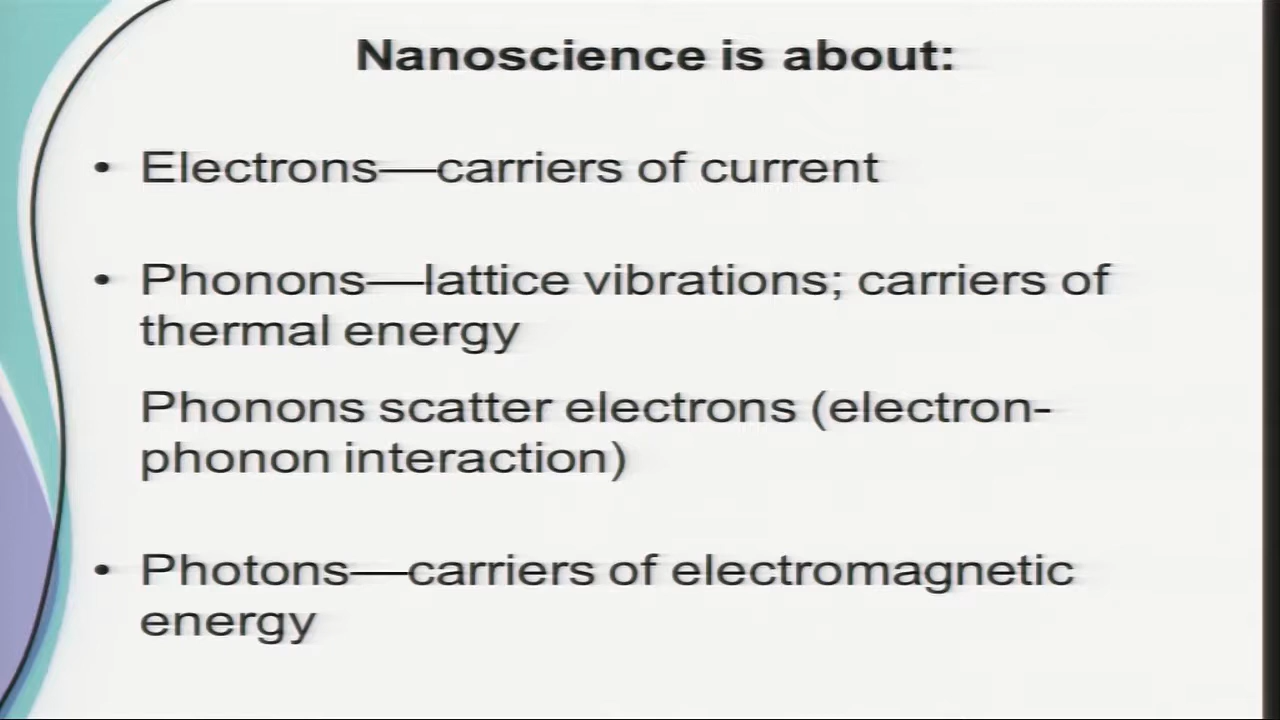 Nanoscience is about:
• Electrons—carriers of current
• Phonons—lattice vibrations; carriers of
thermal energy
Phonons scatter electrons (electron-
phonon interaction)
• Photons—carriers of electromagnetic
energy